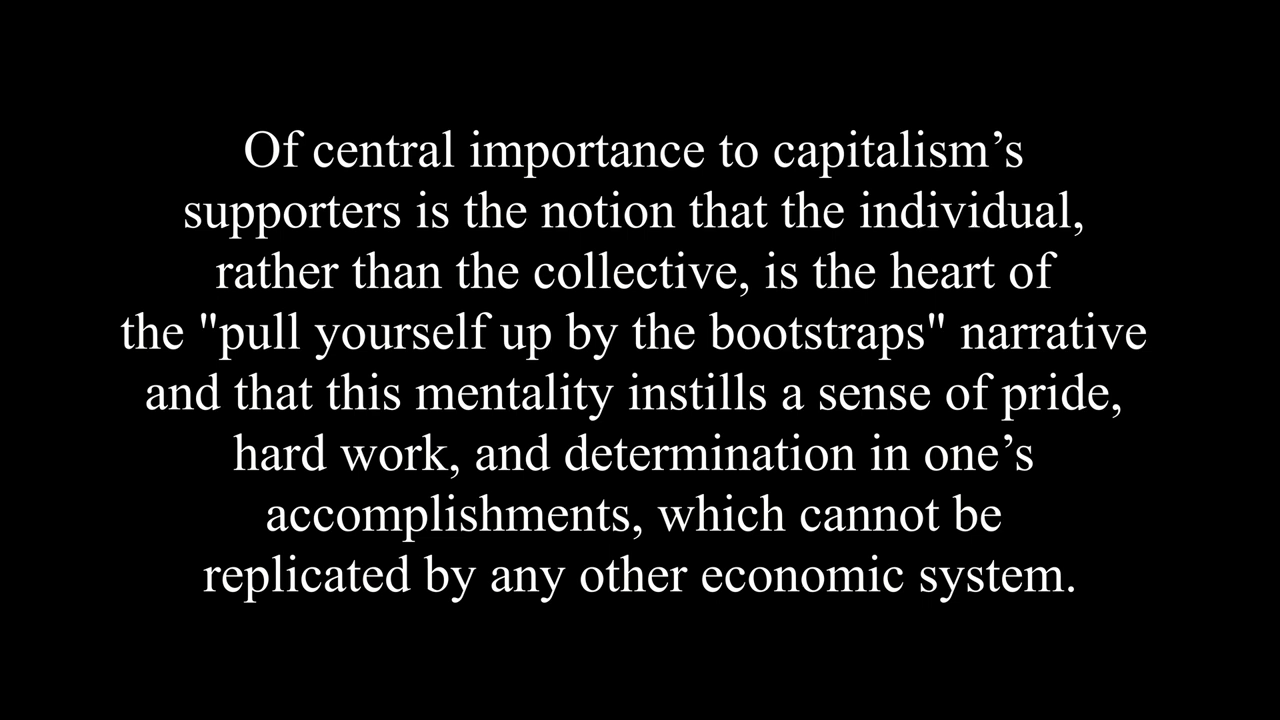 Of central importance to capitalism’s
supporters is the notion that the individual,
rather than the collective, is the heart of
the "pull yourself up by the bootstraps" narrative
and that this mentality instills a sense of pride,
hard work, and determination in one’s
accomplishments, which cannot be
replicated by any other economic system.